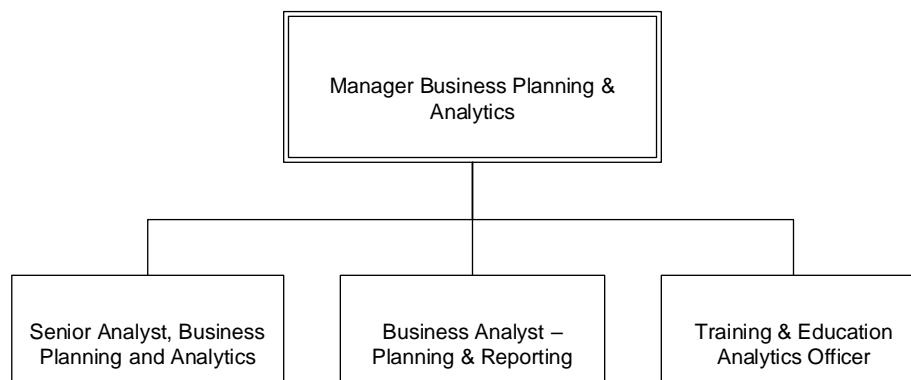 Manager Business Planning &
Analytics
Senior Analyst, Business
Planning and Analytics
Business Analyst –
Planning & Reporting
Training & Education
Analytics Officer